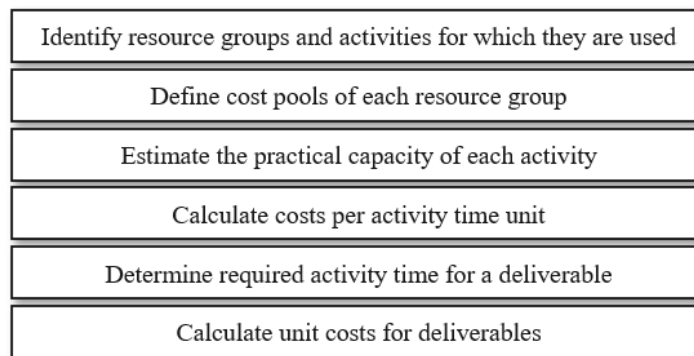 Identify resource groups and activities for which they are used
Define cost pools of each resource group
Estimate the practical capacity of each activity
Calculate costs per activity time unit
Determine required activity time for a deliverable
Calculate unit costs for deliverables